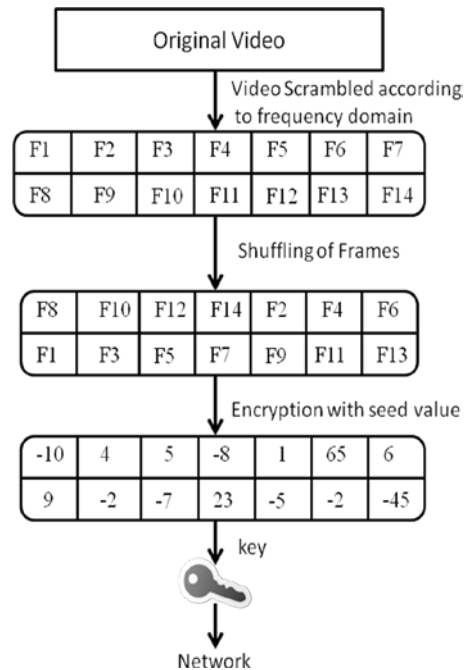 Original Video
Video Scrambled according
to frequency domain
F1 F2 F3 F4 F5 F6 F7
F8 F9 F10 F11 F12 F13 F14
Shuffling of Frames
F8 F10 F12 F14 F2 F4 F6
F1 F3 F5 F7 F9 F11 F13
Encryption with seed value
-10 4 5 -8 1 65 6
9 -2 -7 23 -5 -2 -45
key
Network